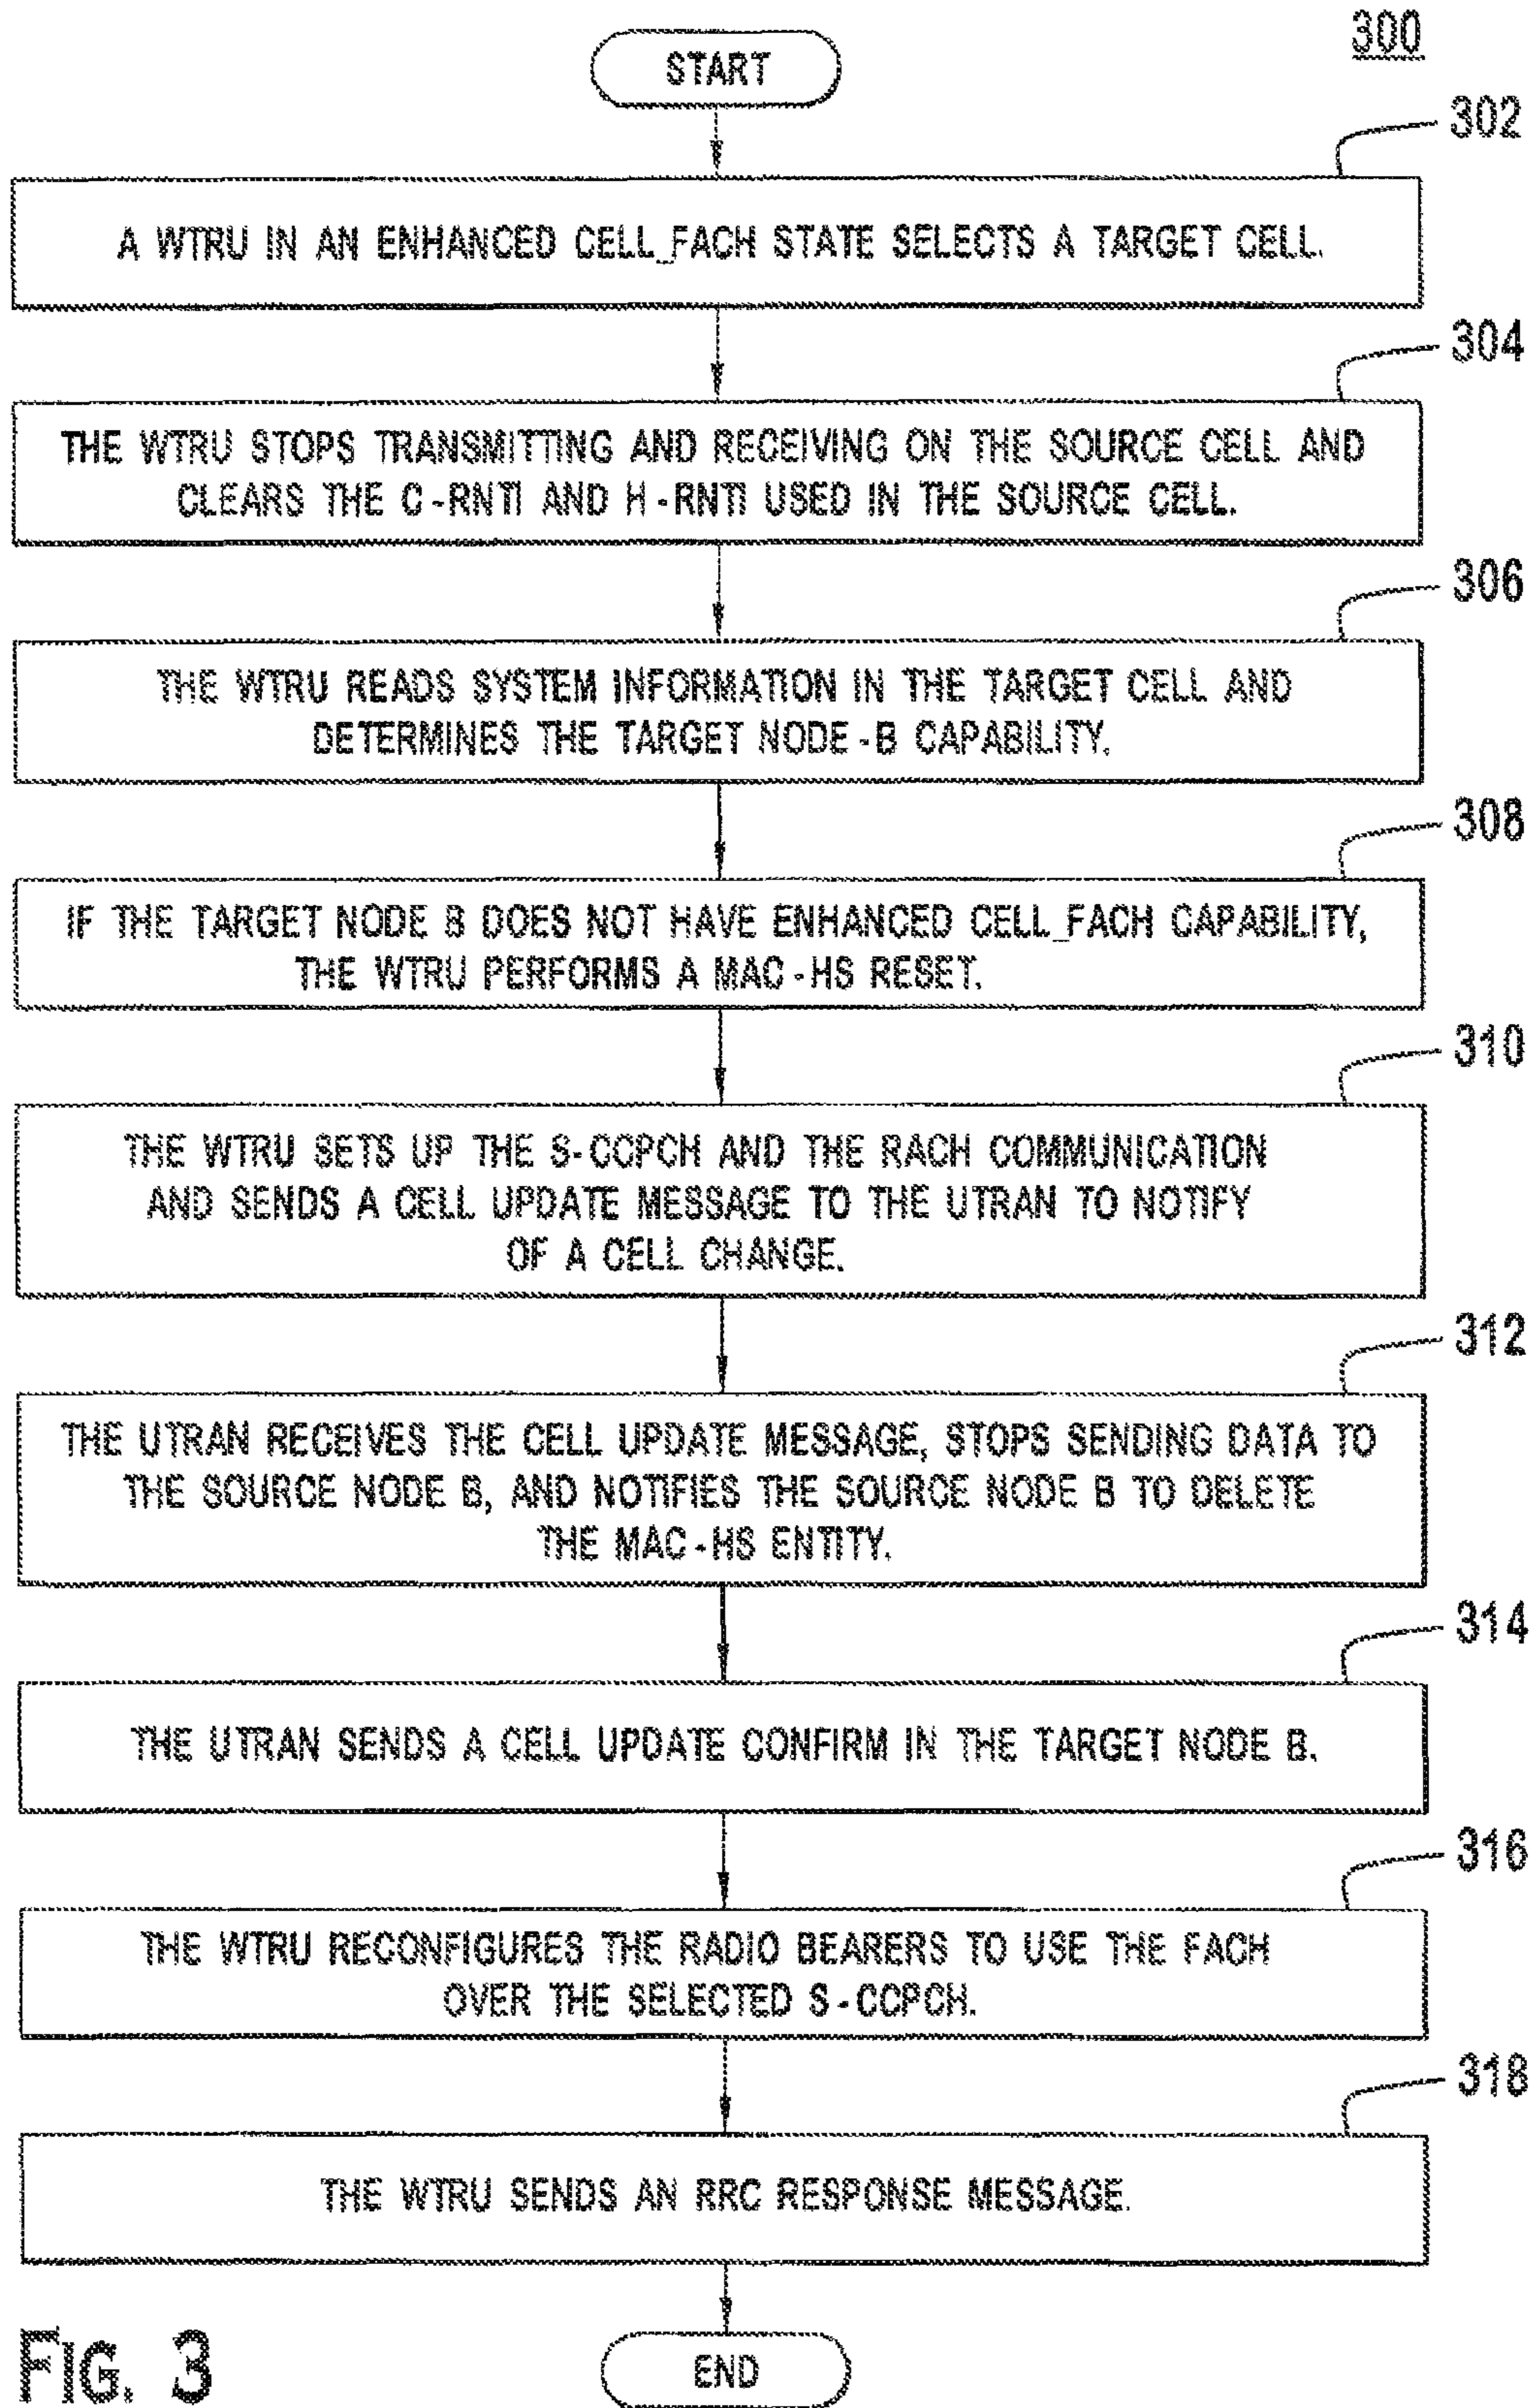 300
START
302
A WTRU IN AN ENHANCED CELL_FACH STATE SELECTS A TARGET CELL.
304
THE WTRU STOPS TRANSMITTING AND RECEIVING ON THE SOURCE CELL AND
CLEARS THE C-RNTI AND H-RNTI USED IN THE SOURCE CELL.
306
THE WTRU READS SYSTEM INFORMATION IN THE TARGET CELL AND
DETERMINES THE TARGET NODE-B CAPABILITY.
308
IF THE TARGET NODE B DOES NOT HAVE ENHANCED CELL_FACH CAPABILITY,
THE WTRU PERFORMS A MAC-HS RESET.
310
THE WTRU SETS UP THE S-CCPCH AND THE RACH COMMUNICATION
AND SENDS A CELL UPDATE MESSAGE TO THE UTRAN TO NOTIFY
OF A CELL CHANGE.
312
THE UTRAN RECEIVES THE CELL UPDATE MESSAGE, STOPS SENDING DATA TO
THE SOURCE NODE B, AND NOTIFIES THE SOURCE NODE B TO DELETE
THE MAC-HS ENTITY.
314
THE UTRAN SENDS A CELL UPDATE CONFIRM IN THE TARGET NODE B.
316
THE WTRU RECONFIGURES THE RADIO BEARERS TO USE THE FACH
OVER THE SELECTED S-CCPCH.
318
THE WTRU SENDS AN RRC RESPONSE MESSAGE.
END
FIG. 3